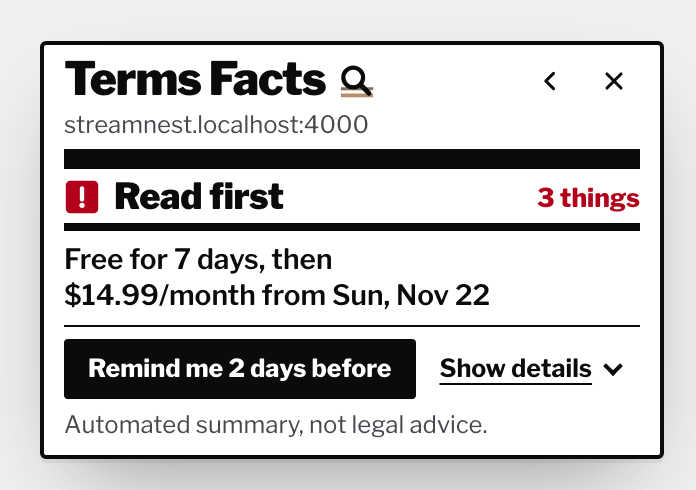 Terms Facts
streamnest.localhost:4000
Read first
3 things
Free for 7 days, then
$14.99/month from Sun, Nov 22
Remind me 2 days before
Show details
Automated summary, not legal advice.